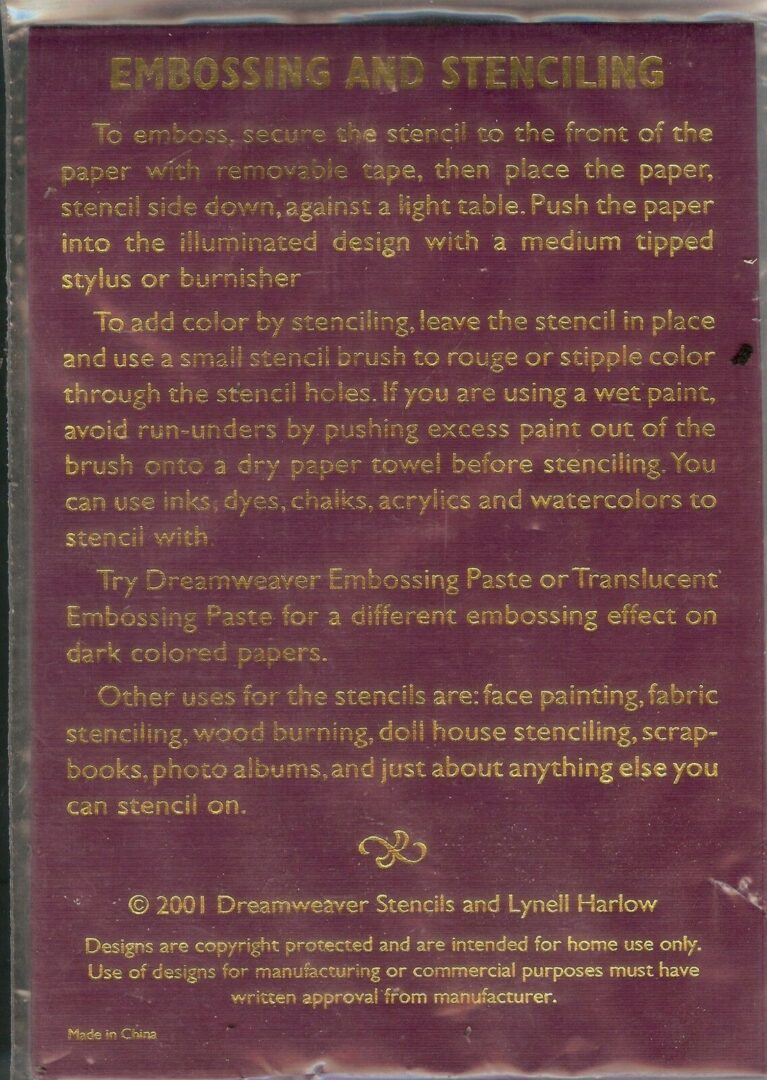 EMBOSSING AND STENCILING
To emboss, secure the stencil to the front of the
paper with removable tape, then place the paper,
stencil side down, against a light table. Push the paper
into the illuminated design with a medium tipped
stylus or burnisher
To add color by stenciling, leave the stencil in place
and use a small stencil brush to rouge or stipple color
through the stencil holes. If you are using a wet paint,
avoid run-unders by pushing excess paint out of the
brush onto a dry paper towel before stenciling. You
can use inks, dyes, chalks, acrylics and watercolors to
stencil with.
Try Dreamweaver Embossing Paste or Translucent
Embossing Paste for a different embossing effect on
dark colored papers.
Other uses for the stencils are: face painting, fabric
stenciling, wood burning, doll house stenciling, scrap-
books, photo albums, and just about anything else you
can stencil on.
© 2001 Dreamweaver Stencils and Lynell Harlow
Designs are copyright protected and are intended for home use only.
Use of designs for manufacturing or commercial purposes must have
written approval from manufacturer.
Made in China